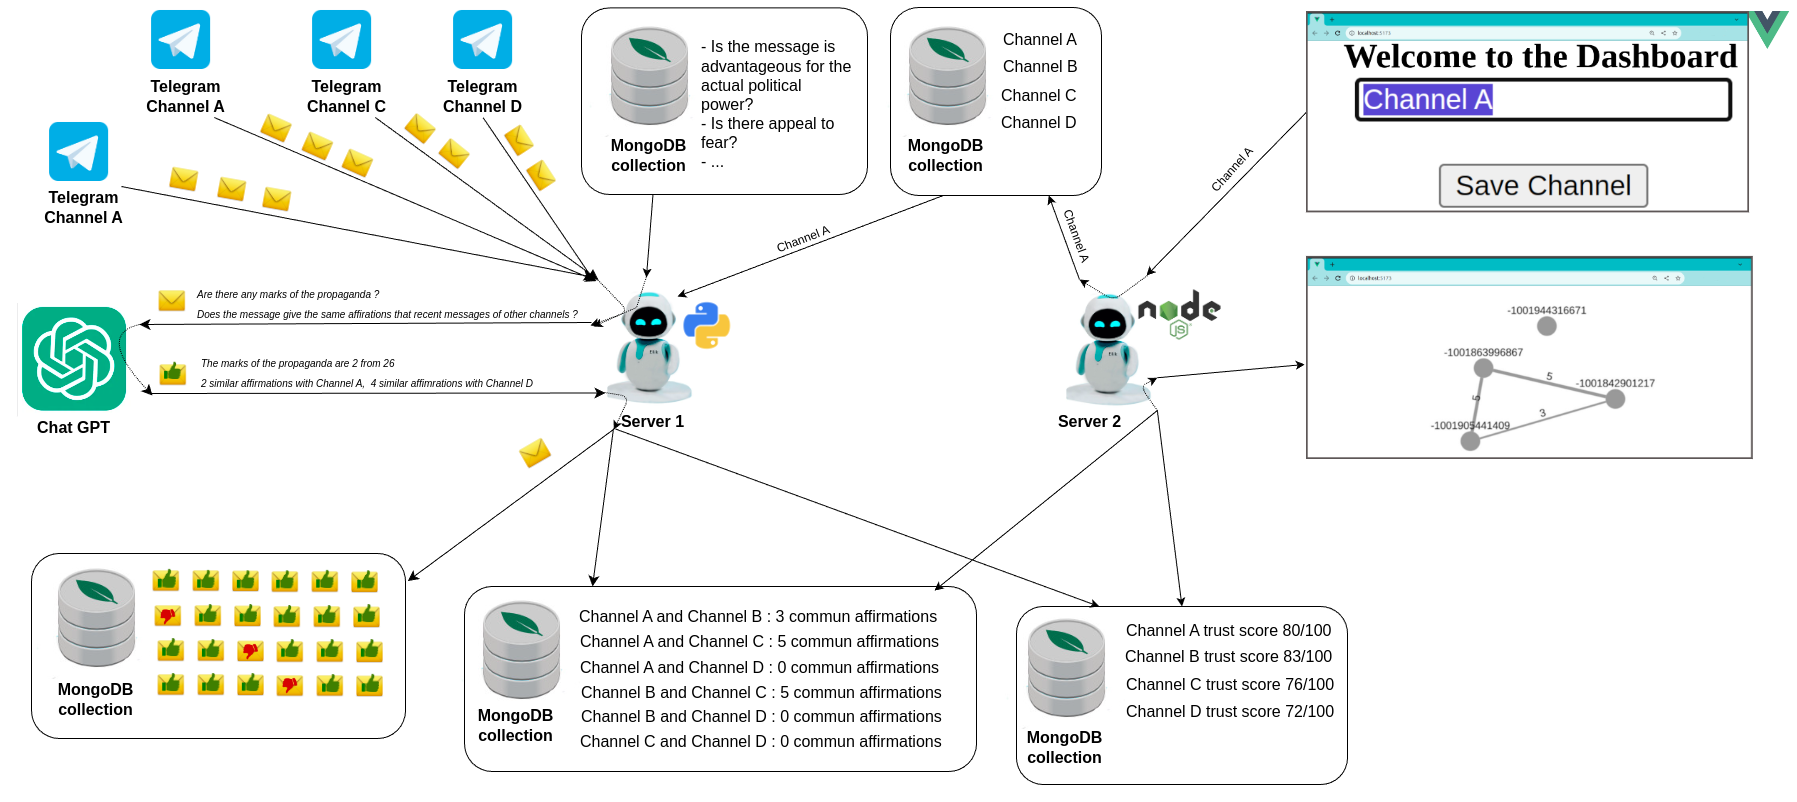 Telegram
Channel A
Telegram
Channel C
Telegram
Channel D
Telegram
Channel A
MongoDB
collection
- Is the message is
advantageous for the
actual political
power?
- Is there appeal to
fear?
- ...
MongoDB
collection
Channel A
Channel B
Channel C
Channel D
localhost:5173
Welcome to the Dashboard
Channel A
Save Channel
Channel A
Channel A
Channel A
Are there any marks of the propaganda ?
Does the message give the same affirations that recent messages of other channels ?
The marks of the propaganda are 2 from 26
2 similar affirmations with Channel A, 4 similar affimrations with Channel D
Chat GPT
Server 1
node
JS
Server 2
localhost:5173
-1001944316671
-1001863996867
5
-1001842901217
5
3
-1001905441409
MongoDB
collection
MongoDB
collection
Channel A and Channel B : 3 commun affirmations
Channel A and Channel C : 5 commun affirmations
Channel A and Channel D : 0 commun affirmations
Channel B and Channel C : 5 commun affirmations
Channel B and Channel D : 0 commun affirmations
Channel C and Channel D : 0 commun affirmations
MongoDB
collection
Channel A trust score 80/100
Channel B trust score 83/100
Channel C trust score 76/100
Channel D trust score 72/100